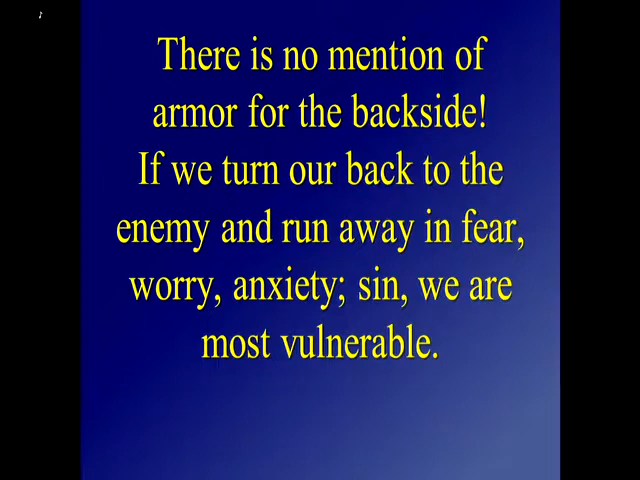 There is no mention of
armor for the backside!
If we turn our back to the
enemy and run away in fear,
worry, anxiety; sin, we are
most vulnerable.